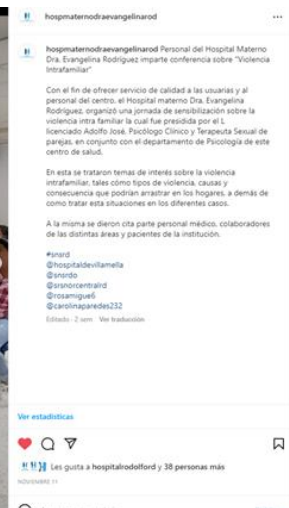 hospmaternodraevangelinarod
hospmaternodraevangelinarod Personal del Hospital Materno
Dra. Evangelina Rodríguez imparte conferencia sobre "Violencia
Intrafamiliar"
Con el fin de ofrecer servicio de calidad a las usuarias y al
personal del centro, el Hospital materno Dra. Evangelina
Rodríguez, organizó una jornada de sensibilización sobre la
violencia intra familiar la cual fue presidida por el L
licenciado Adolfo José, Psicólogo Clínico y Terapeuta Sexual de
parejas, en conjunto con el departamento de Psicología de este
centro de salud.
En esta se trataron temas de interés sobre la violencia
intrafamiliar, tales cómo tipos de violencia, causas y
consecuencia que podrían arrastrar en los hogares, a demás de
como tratar esta situaciones en los diferentes casos.
A la misma se dieron cita parte personal médico, colaboradores
de las distintas áreas y pacientes de la institución.
#snsrd
@hospitaldevillamella
@snsrdo
@srsnorcentralrd
@rosamigue6
@carolinaparedes232
Editado · 2 sem Ver traducción
Ver estadísticas
Les gusta a hospitalrodolford y 38 personas más
NOVIEMBRE 11